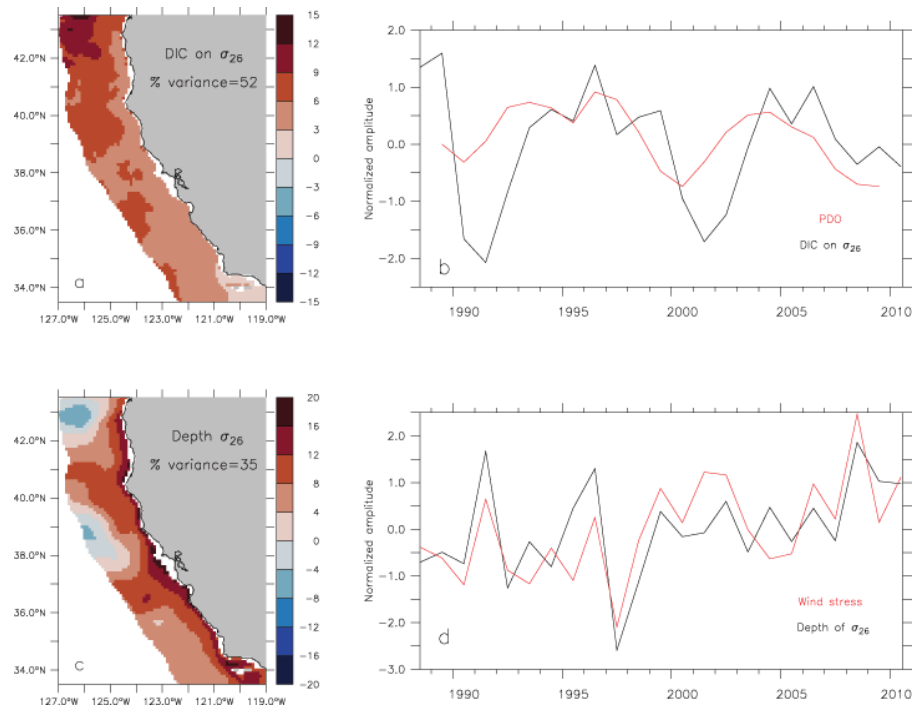 42.0°N
40.0°N
38.0°N
36.0°N
34.0°N
DIC on σ26
% variance=52
a
127.0°W 125.0°W 123.0°W 121.0°W 119.0°W
15
12
9
6
3
0
-3
-6
-9
-12
-15
Normalized amplitude
2.0
1.0
0.0
-1.0
-2.0
PDO
DIC on σ26
b
1990 1995 2000 2005 2010
42.0°N
40.0°N
38.0°N
36.0°N
34.0°N
Depth σ26
% variance=35
c
127.0°W 125.0°W 123.0°W 121.0°W 119.0°W
20
16
12
8
4
0
-4
-8
-12
-16
-20
Normalized amplitude
2.0
1.0
0.0
-1.0
-2.0
-3.0
Wind stress
Depth of σ26
d
1990 1995 2000 2005 2010